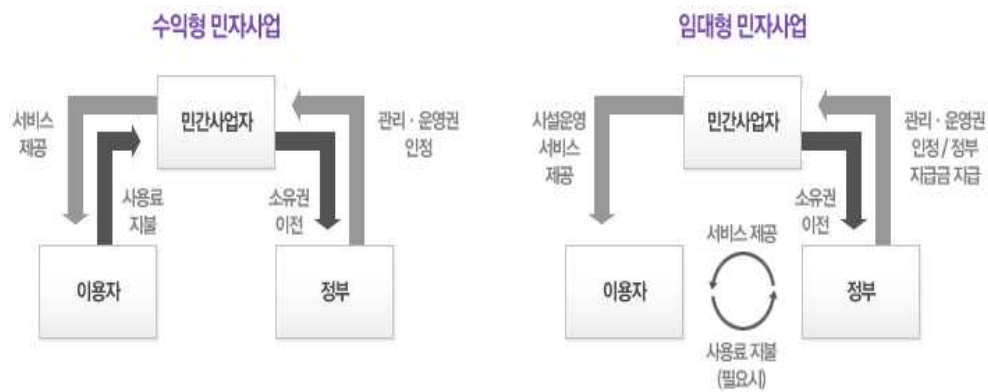 수익형 민자사업
민간사업자
서비스
제공
사용료
지불
소유권
이전
관리 · 운영권
인정
이용자
정부
임대형 민자사업
민간사업자
시설운영
서비스
제공
소유권
이전
관리 · 운영권
인정 / 정부
지급금 지급
서비스 제공
이용자
정부
사용료 지불
(필요시)